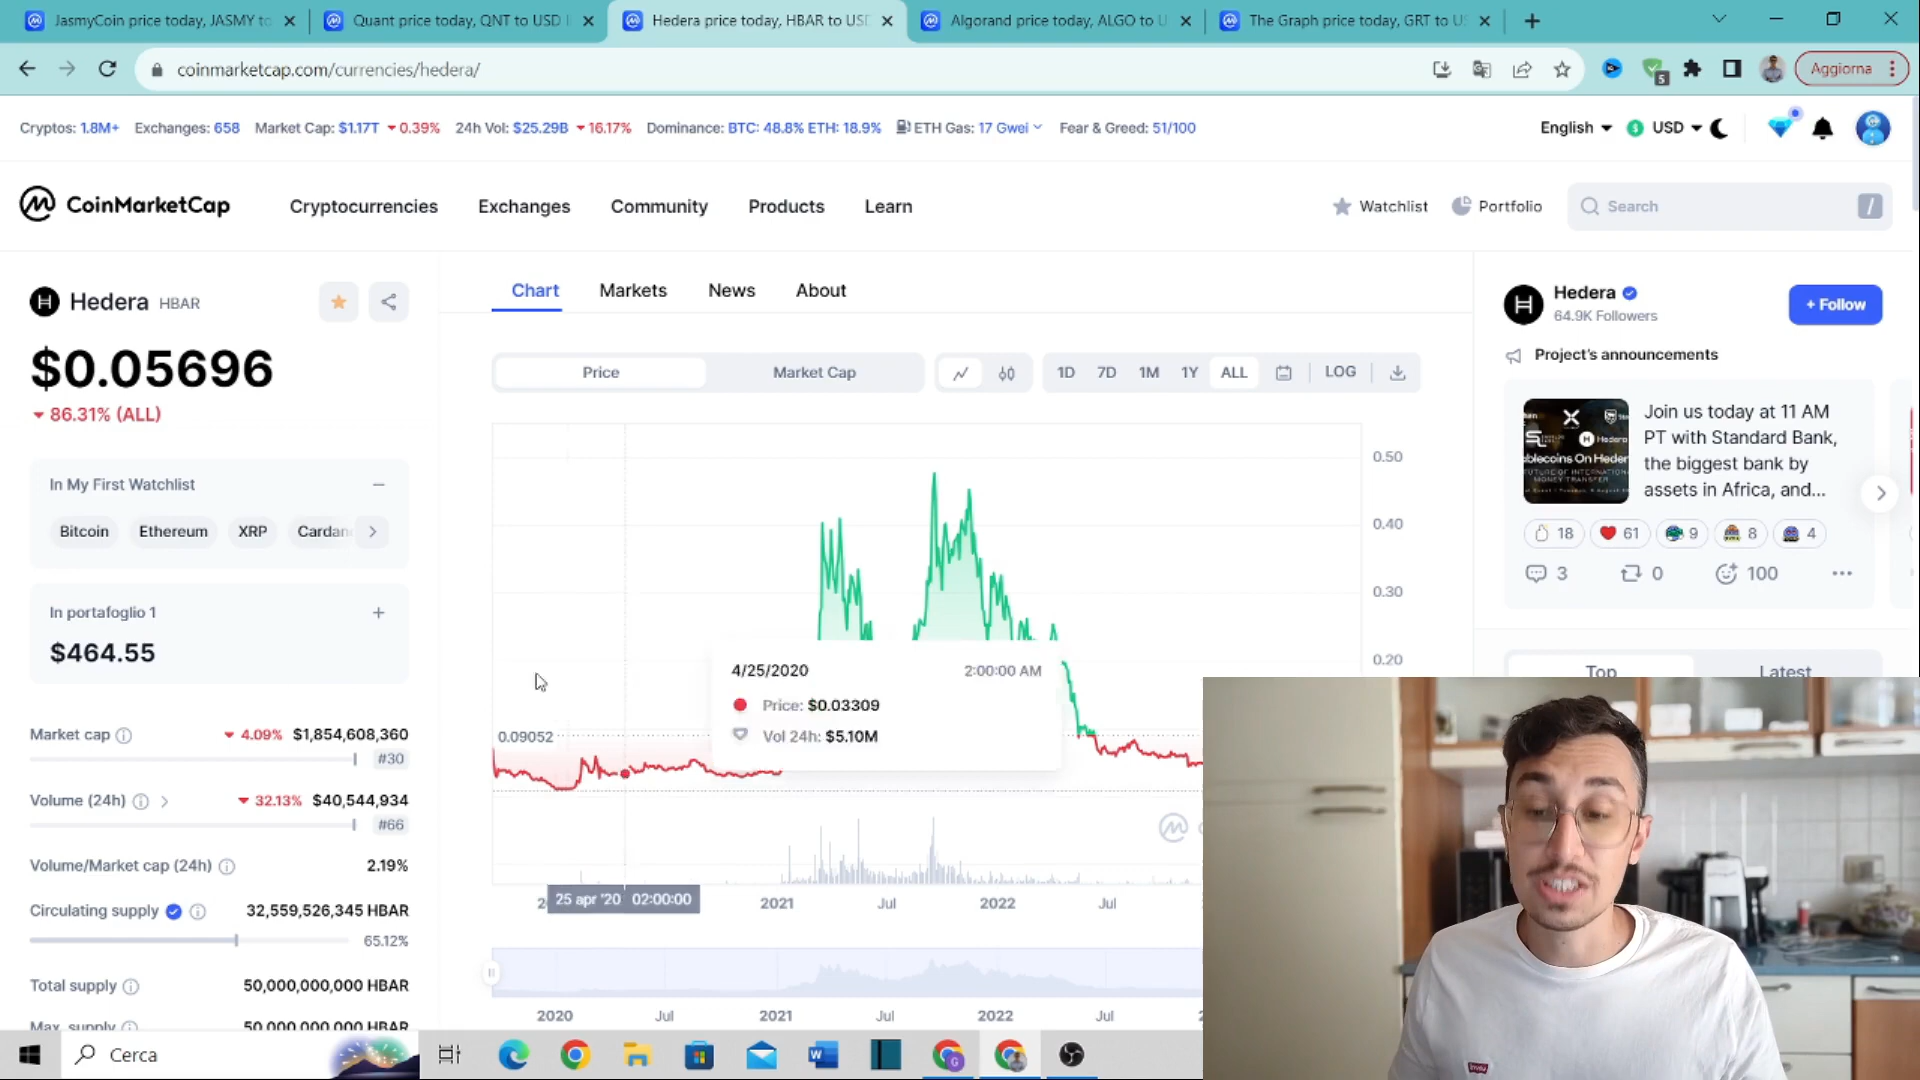 JasmyCoin price today, JASMY to
Quant price today, QNT to USD l
Hedera price today, HBAR to USD
Algorand price today, ALGO to U
The Graph price today, GRT to US
coinmarketcap.com/currencies/hedera/
5
Aggiorna
Cryptos: 1.8M+ Exchanges: 658 Market Cap: $1.17T 0.39% 24h Vol: $25.29B 16.17% Dominance: BTC: 48.8% ETH: 18.9% ETH Gas: 17 Gwei Fear & Greed: 51/100
English USD
CoinMarketCap Cryptocurrencies Exchanges Community Products Learn
Watchlist Portfolio Search /
Hedera HBAR
$0.05696
86.31% (ALL)
In My First Watchlist
Bitcoin Ethereum XRP Cardan
In portafoglio 1 +
$464.55
Market cap 4.09% $1,854,608,360
#30
Volume (24h) 32.13% $40,544,934
#66
Volume/Market cap (24h) 2.19%
Circulating supply 32,559,526,345 HBAR
65.12%
Total supply 50,000,000,000 HBAR
Max. supply 50,000,000,000 HBAR
Chart Markets News About
Price Market Cap 1D 7D 1M 1Y ALL LOG
0.50
0.40
0.30
0.20
4/25/2020 2:00:00 AM
Price: $0.03309
Vol 24h: $5.10M
0.09052
25 apr '20 02:00:00 2021 Jul 2022 Jul
2020 Jul 2021 Jul 2022 Jul
Hedera
64.9K Followers
+ Follow
Project's announcements
Hedera
Join us today at 11 AM
PT with Standard Bank,
the biggest bank by
assets in Africa, and...
18 61 9 8 4
3 0 100
Top Latest
Cerca